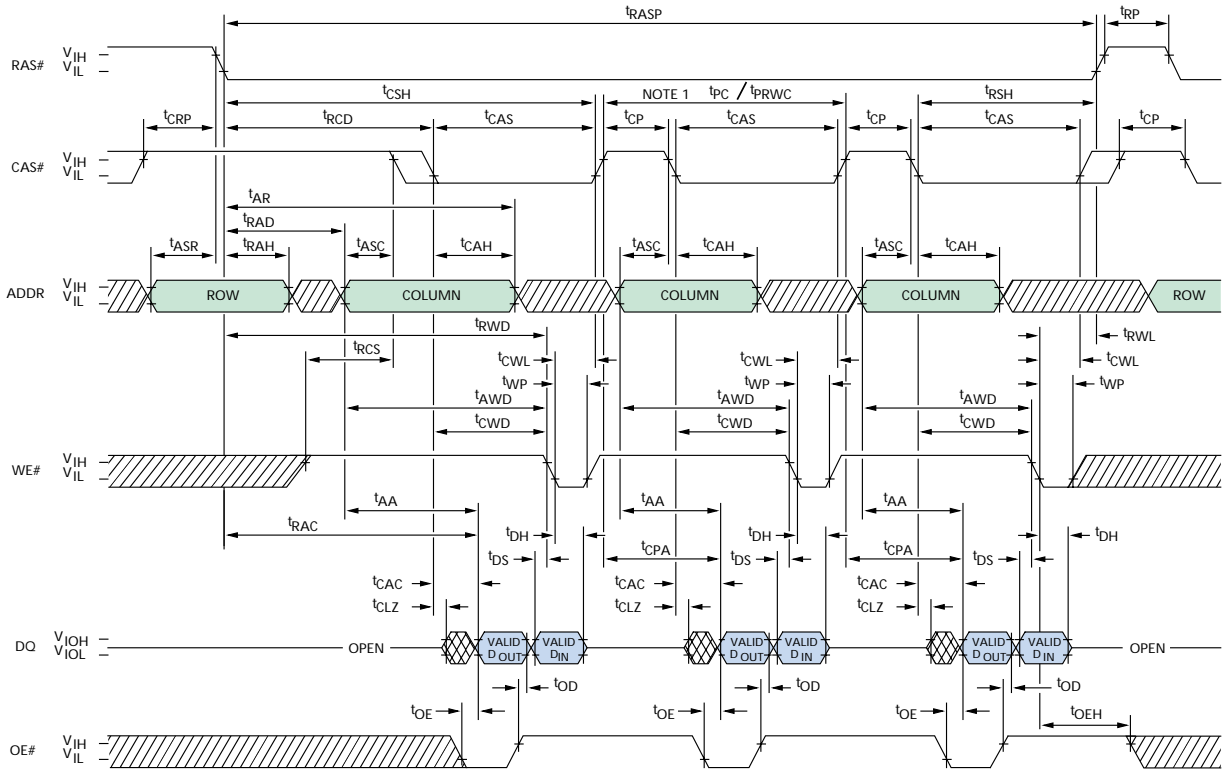 tRASP tRP
RAS# VIH
VIL
tCSH NOTE 1 tPC / tPRWC tRSH
tCRP tRCD tCAS tCP tCAS tCP tCAS tCP
CAS# VIH
VIL
tAR
tRAD
tASR tRAH tASC tCAH tASC tCAH tASC tCAH
ADDR VIH
VIL
ROW COLUMN COLUMN COLUMN ROW
tRWD tRWL
tRCS tCWL tCWL tCWL
tWP tWP tWP
tAWD tAWD tAWD
tCWD tCWD tCWD
WE# VIH
VIL
tAA tAA tAA
tRAC tDH tDH tDH
tDS tCPA tDS tCPA tDS
tCAC tCAC tCAC
tCLZ tCLZ tCLZ
DQ VIOH
VIOL
OPEN VALID DOUT VALID DIN VALID DOUT VALID DIN VALID DOUT VALID DIN OPEN
tOD tOD tOD
tOE tOE tOE tOEH
OE# VIH
VIL